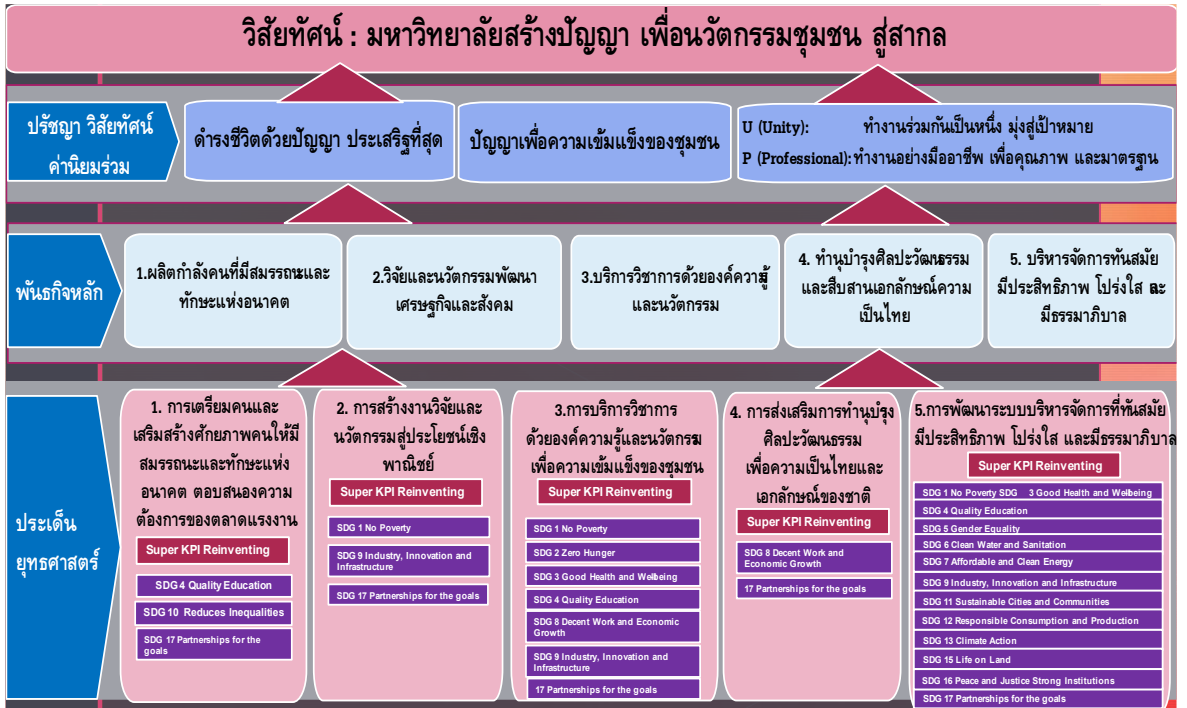 วิสัยทัศน์ : มหาวิทยาลัยสร้างปัญญา เพื่อนวัตกรรมชุมชน สู่สากล
ปรัชญา วิสัยทัศน์
ค่านิยมร่วม
ดำรงชีวิตด้วยปัญญา ประเสริฐที่สุด
ปัญญาเพื่อความเข้มแข็งของชุมชน
U (Unity): ทำงานร่วมกันเป็นหนึ่ง มุ่งสู่เป้าหมาย
P (Professional): ทำงานอย่างมืออาชีพ เพื่อคุณภาพ และมาตรฐาน
พันธกิจหลัก
1.ผลิตกำลังคนที่มีสมรรถนะและ
ทักษะแห่งอนาคต
2.วิจัยและนวัตกรรมพัฒนา
เศรษฐกิจและสังคม
3.บริการวิชาการด้วยองค์ความรู้
และนวัตกรรม
4. ทำนุบำรุงศิลปะวัฒนธรรม
และสืบสานเอกลักษณ์ความ
เป็นไทย
5. บริหารจัดการทันสมัย
มีประสิทธิภาพ โปร่งใส และ
มีธรรมาภิบาล
ประเด็น
ยุทธศาสตร์
1. การเตรียมคนและ
เสริมสร้างศักยภาพคนให้มี
สมรรถนะและทักษะแห่ง
อนาคต ตอบสนองความ
ต้องการของตลาดแรงงาน
Super KPI Reinventing
SDG 4 Quality Education
SDG 10 Reduces Inequalities
SDG 17 Partnerships for the
goals
2. การสร้างงานวิจัยและ
นวัตกรรมสู่ประโยชน์เชิง
พาณิชย์
Super KPI Reinventing
SDG 1 No Poverty
SDG 9 Industry, Innovation and
Infrastructure
SDG 17 Partnerships for the goals
3.การบริการวิชาการ
ด้วยองค์ความรู้และนวัตกรรม
เพื่อความเข้มแข็งของชุมชน
Super KPI Reinventing
SDG 1 No Poverty
SDG 2 Zero Hunger
SDG 3 Good Health and Wellbeing
SDG 4 Quality Education
SDG 8 Decent Work and Economic
Growth
SDG 9 Industry, Innovation and
Infrastructure
17 Partnerships for the goals
4. การส่งเสริมการทำนุบำรุง
ศิลปะวัฒนธรรม
เพื่อความเป็นไทยและ
เอกลักษณ์ของชาติ
Super KPI Reinventing
SDG 8 Decent Work and
Economic Growth
17 Partnerships for the goals
5.การพัฒนาระบบบริหารจัดการที่ทันสมัย
มีประสิทธิภาพ โปร่งใส และมีธรรมาภิบาล
Super KPI Reinventing
SDG 1 No Poverty SDG 3 Good Health and Wellbeing
SDG 4 Quality Education
SDG 5 Gender Equality
SDG 6 Clean Water and Sanitation
SDG 7 Affordable and Clean Energy
SDG 9 Industry, Innovation and Infrastructure
SDG 11 Sustainable Cities and Communities
SDG 12 Responsible Consumption and Production
SDG 13 Climate Action
SDG 15 Life on Land
SDG 16 Peace and Justice Strong Institutions
SDG 17 Partnerships for the goals